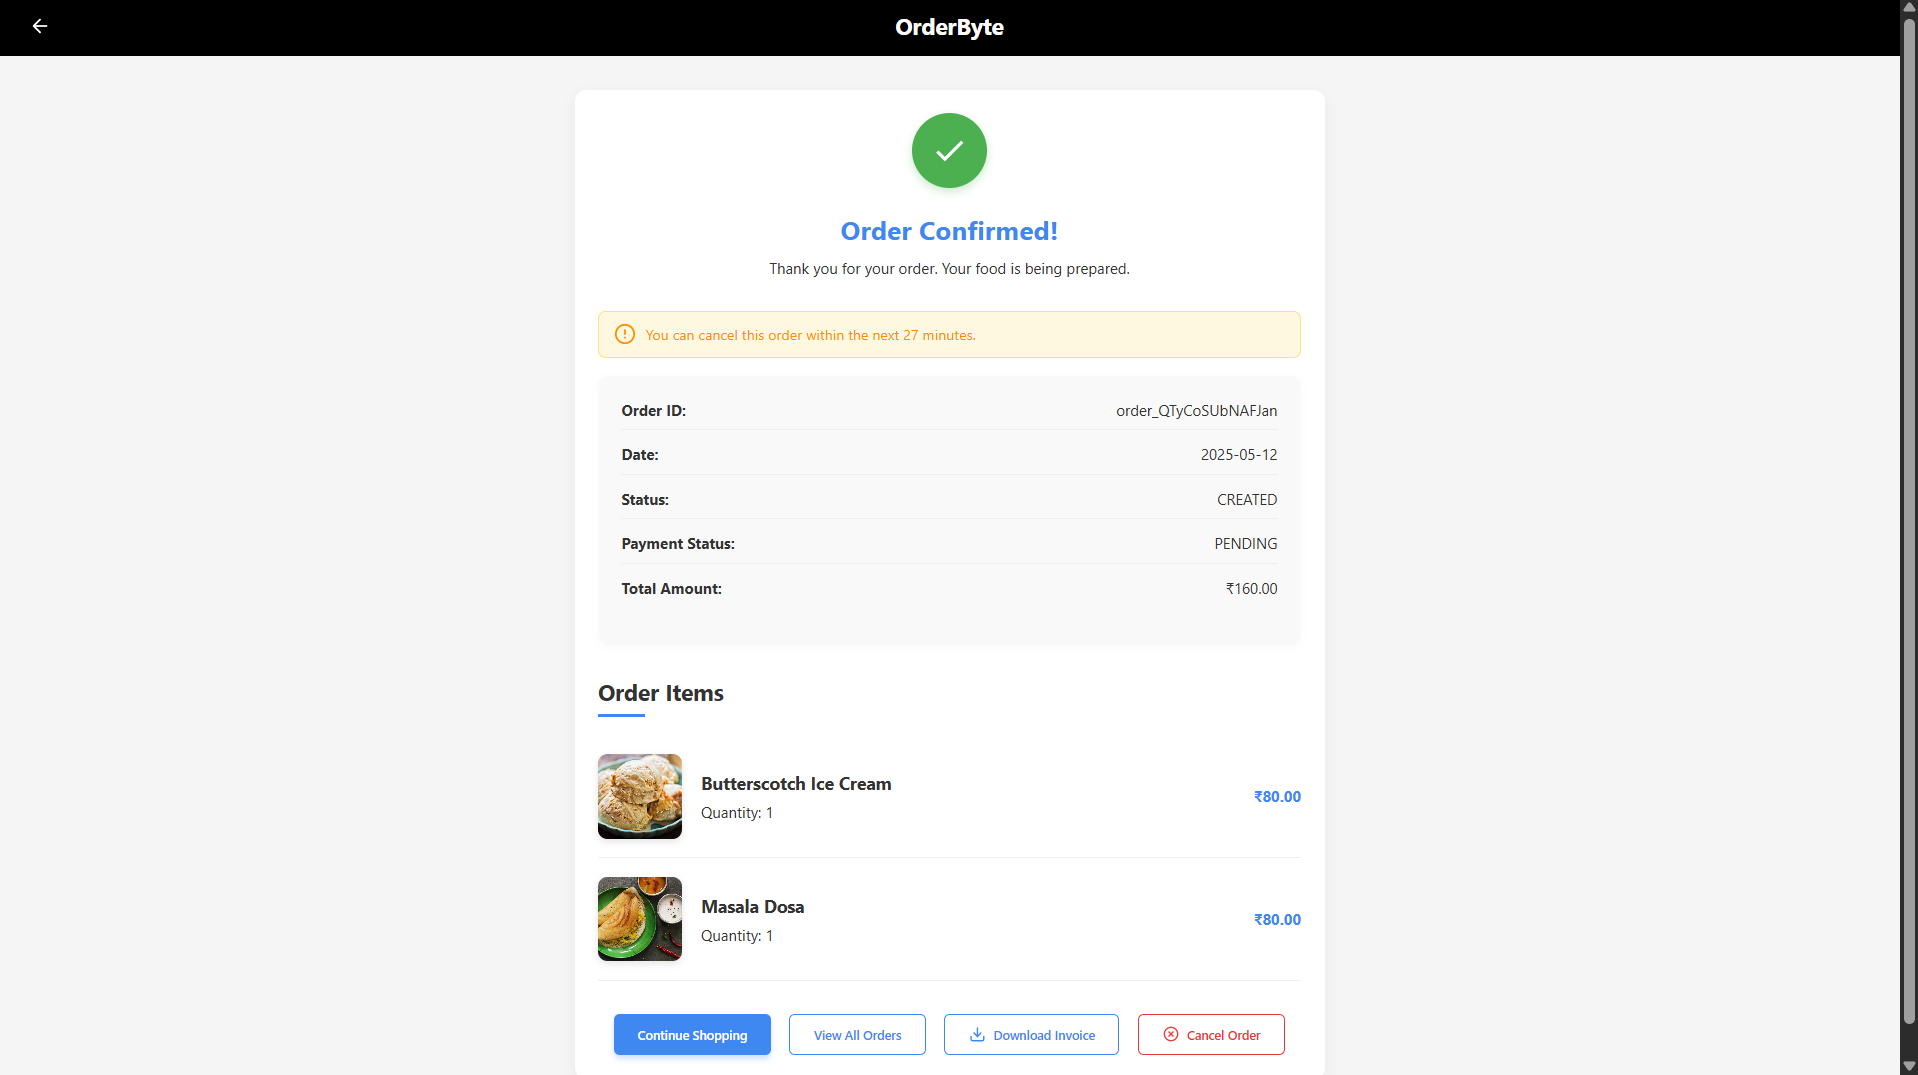 OrderByte
Order Confirmed!
Thank you for your order. Your food is being prepared.
You can cancel this order within the next 27 minutes.
Order ID: order_QTyCoSUbNAFJan
Date: 2025-05-12
Status: CREATED
Payment Status: PENDING
Total Amount: ₹160.00
Order Items
Butterscotch Ice Cream
Quantity: 1
₹80.00
Masala Dosa
Quantity: 1
₹80.00
Continue Shopping
View All Orders
Download Invoice
Cancel Order